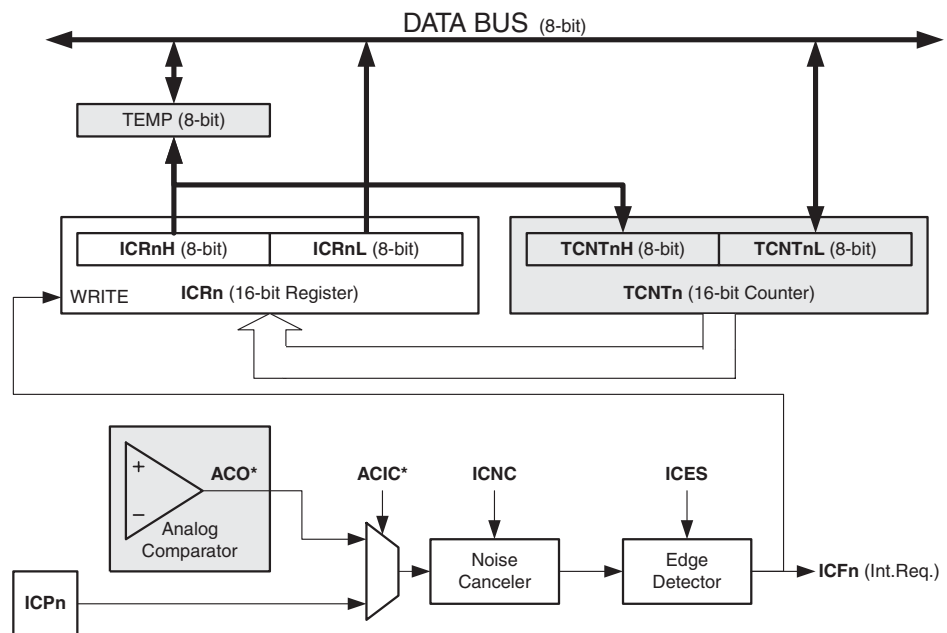 DATA BUS (8-bit)
TEMP (8-bit)
ICRnH (8-bit)
ICRnL (8-bit)
TCNTnH (8-bit)
TCNTnL (8-bit)
WRITE
ICRn (16-bit Register)
TCNTn (16-bit Counter)
+
−
ACO*
Analog
Comparator
ACIC*
ICNC
ICES
Noise
Canceler
Edge
Detector
ICFn (Int.Req.)
ICPn